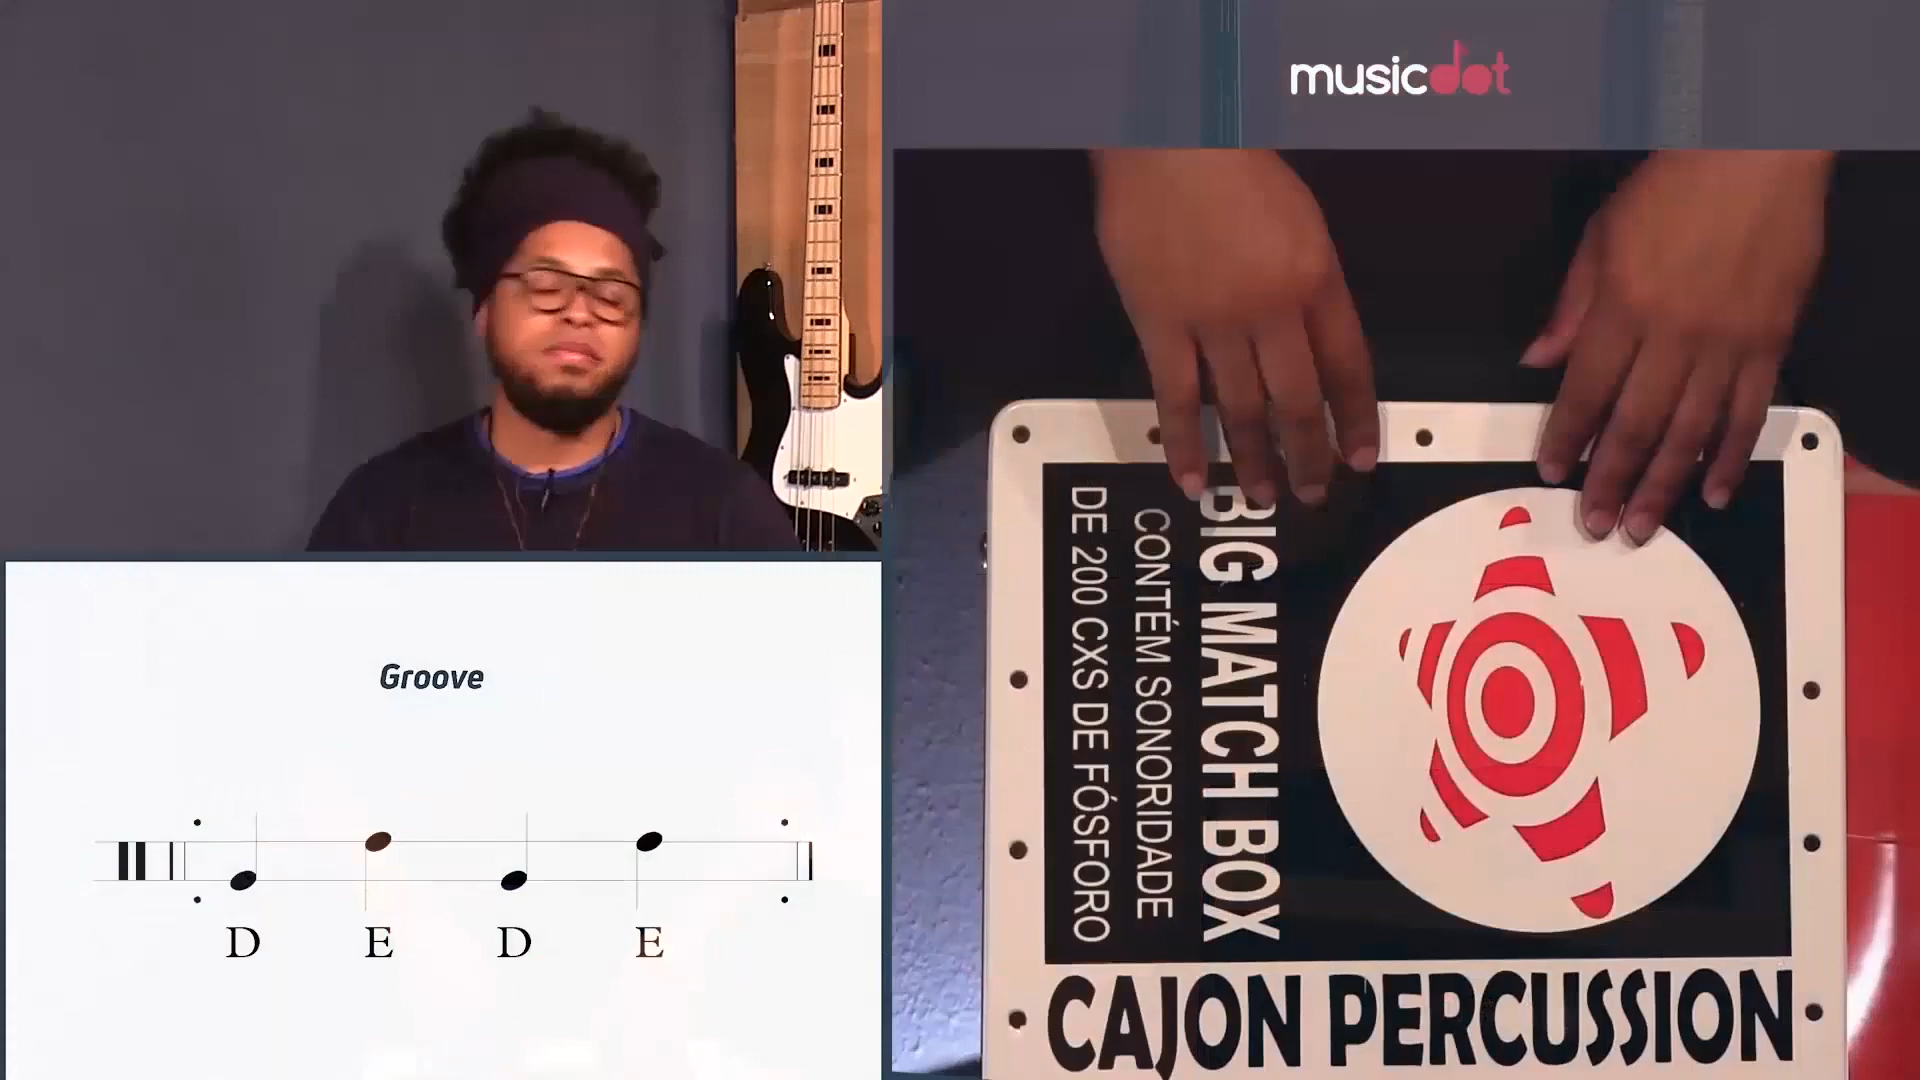 musicdot
Groove
D E D E
BIG MATCH BOX
CONTÉM SONORIDADE
DE 200 CXS DE FÓSFORO
CAJON PERCUSSION